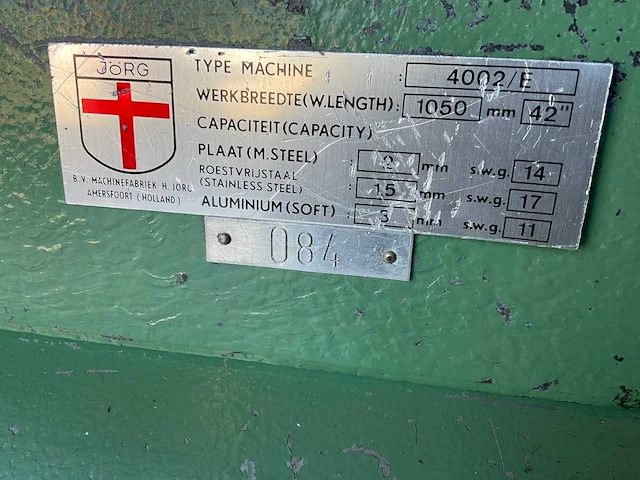 JÖRG
B.V. MACHINEFABRIEK H. JÖRG
AMERSFOORT (HOLLAND)
TYPE MACHINE : 4002/E
WERKBREEDTE(W.LENGTH): 1050 mm 42"
CAPACITEIT(CAPACITY)
PLAAT(M.STEEL) : 2 mm s.w.g. 14
ROESTVRIJSTAAL
(STAINLESS STEEL) : 1.5 mm s.w.g. 17
ALUMINIUM(SOFT) : 3 mm s.w.g. 11
084